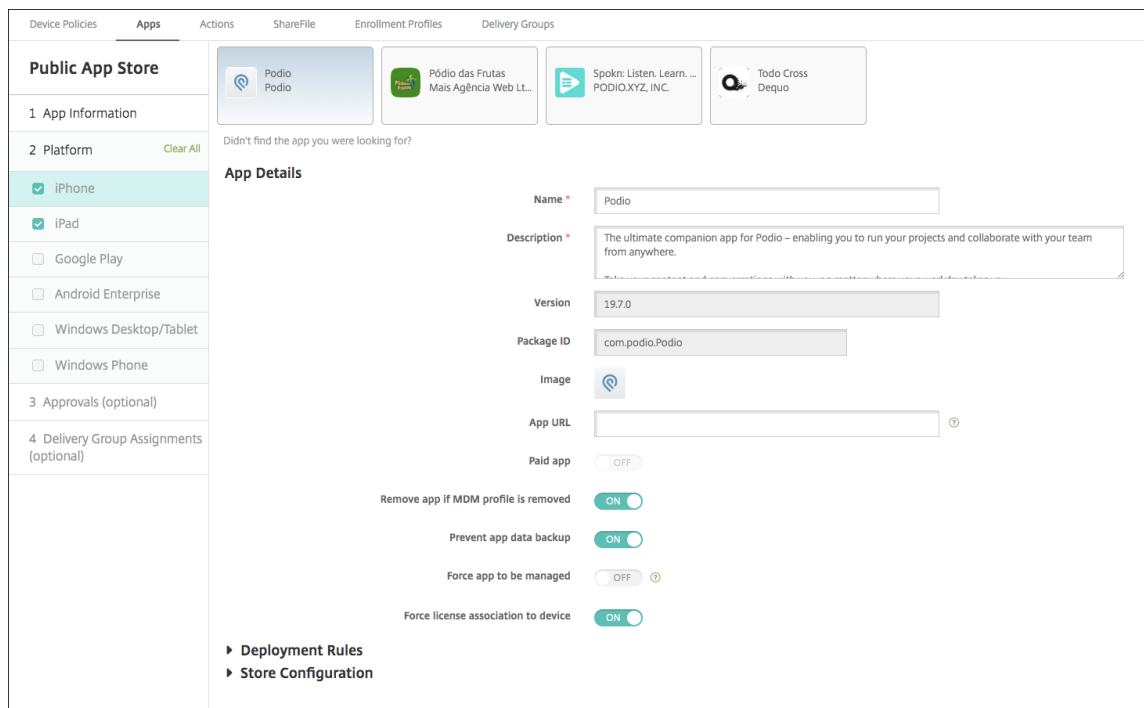 Device Policies Apps Actions ShareFile Enrollment Profiles Delivery Groups
Public App Store
1 App Information
2 Platform Clear All
iPhone
iPad
Google Play
Android Enterprise
Windows Desktop/Tablet
Windows Phone
3 Approvals (optional)
4 Delivery Group Assignments
(optional)
Podio
Podio
Pódio das Frutas
Mais Agência Web Lt...
Spokn: Listen. Learn. ...
PODIO.XYZ, INC.
Todo Cross
Dequo
Didn't find the app you were looking for?
App Details
Name * Podio
Description * The ultimate companion app for Podio – enabling you to run your projects and collaborate with your team
from anywhere.
Version 19.7.0
Package ID com.podio.Podio
Image
App URL ?
Paid app OFF
Remove app if MDM profile is removed ON
Prevent app data backup ON
Force app to be managed OFF ?
Force license association to device ON
Deployment Rules
Store Configuration